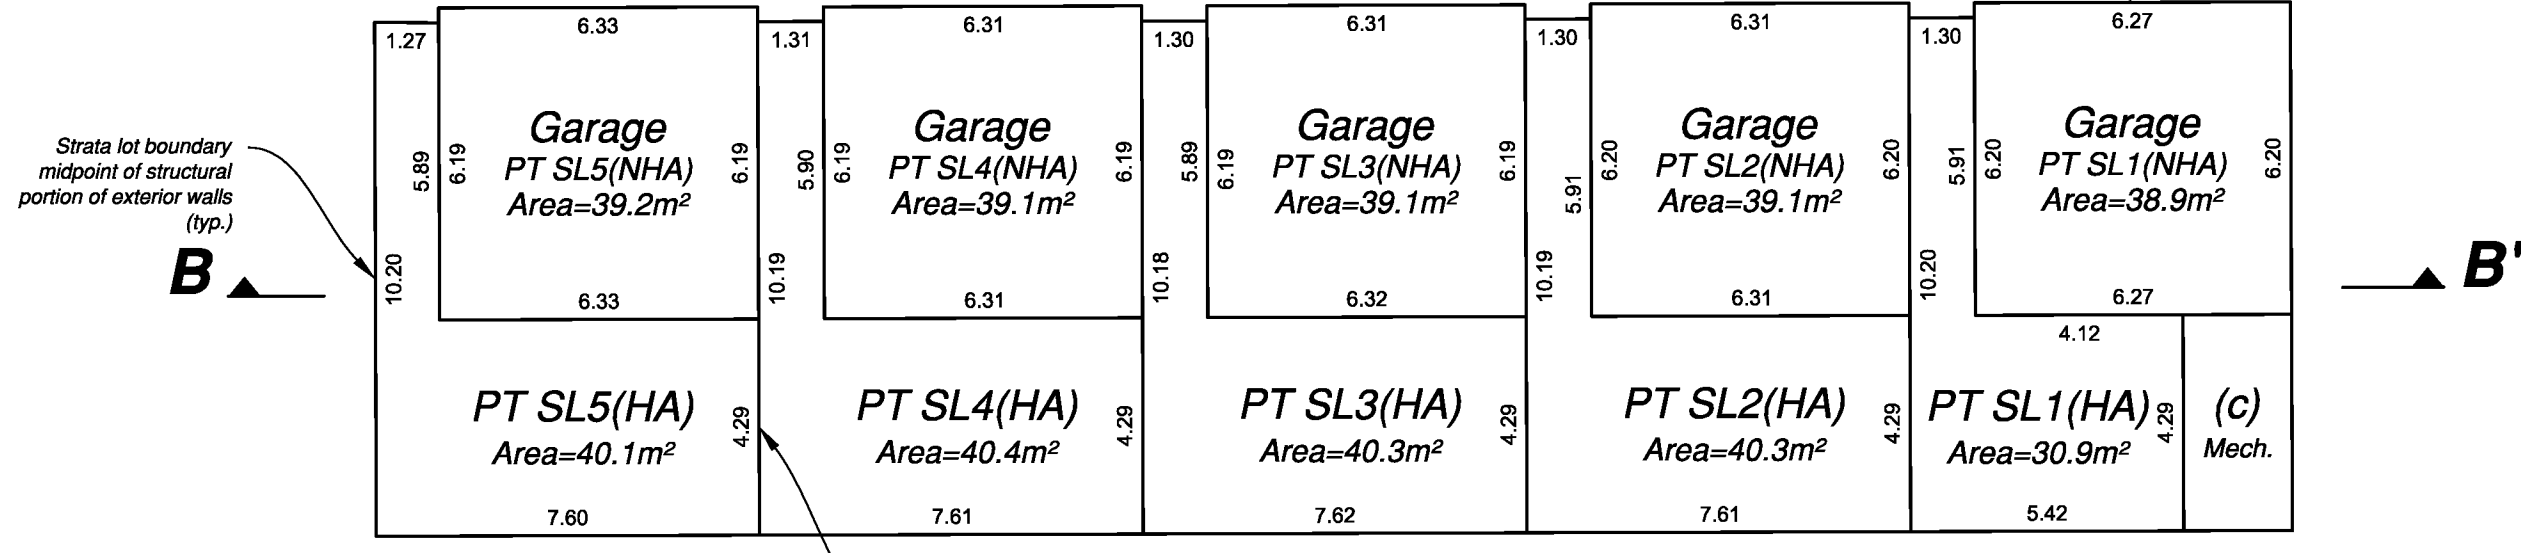 1.27
6.33
5.89
6.19
Garage
PT SL5(NHA)
Area=39.2m²
6.19
6.33
10.20
PT SL5(HA)
Area=40.1m²
4.29
7.60
1.31
6.31
5.90
6.19
Garage
PT SL4(NHA)
Area=39.1m²
6.19
6.31
10.19
PT SL4(HA)
Area=40.4m²
4.29
7.61
1.30
6.31
5.89
6.19
Garage
PT SL3(NHA)
Area=39.1m²
6.19
6.32
10.18
PT SL3(HA)
Area=40.3m²
4.29
7.62
1.30
6.31
5.91
6.20
Garage
PT SL2(NHA)
Area=39.1m²
6.20
6.31
10.19
PT SL2(HA)
Area=40.3m²
4.29
7.61
1.30
6.27
5.91
6.20
Garage
PT SL1(NHA)
Area=38.9m²
6.20
6.27
10.20
4.12
PT SL1(HA)
Area=30.9m²
4.29
5.42
(c)
Mech.
Strata lot boundary
midpoint of structural
portion of exterior walls
(typ.)
B
B'